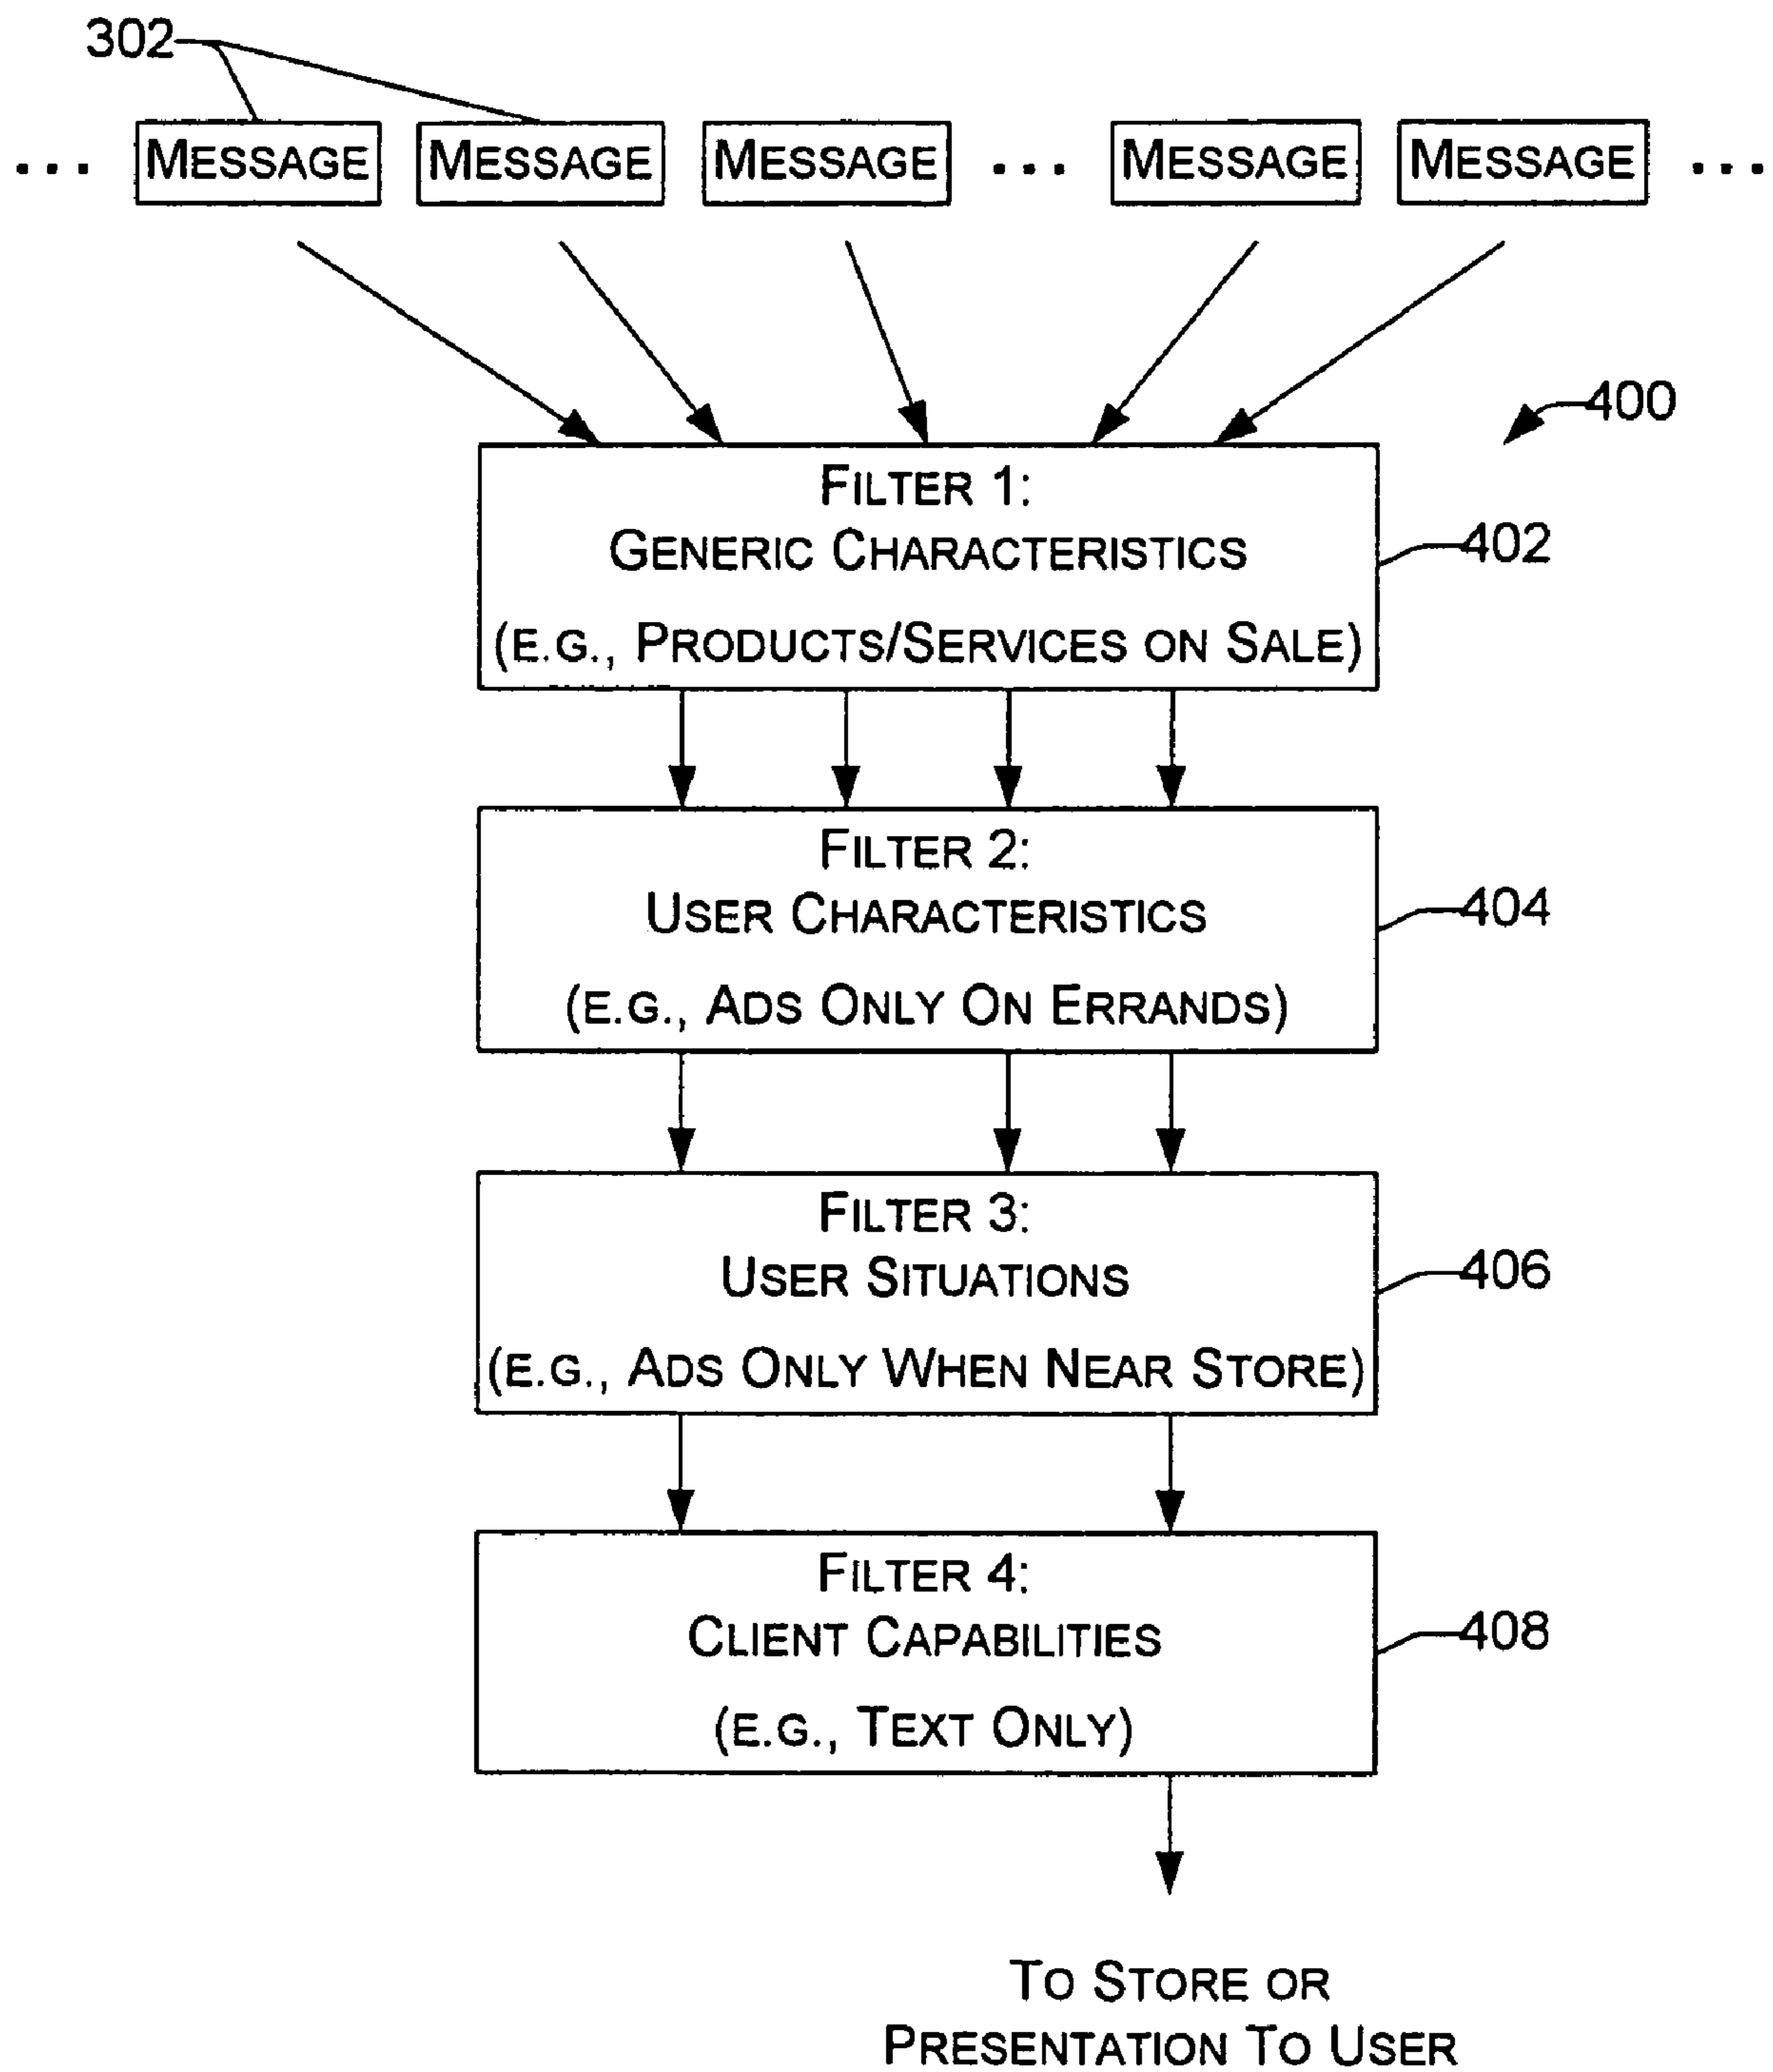 302
... MESSAGE MESSAGE MESSAGE ... MESSAGE MESSAGE ...
400
FILTER 1:
GENERIC CHARACTERISTICS
402
(E.G., PRODUCTS/SERVICES ON SALE)
FILTER 2:
USER CHARACTERISTICS
404
(E.G., ADS ONLY ON ERRANDS)
FILTER 3:
USER SITUATIONS
406
(E.G., ADS ONLY WHEN NEAR STORE)
FILTER 4:
CLIENT CAPABILITIES
408
(E.G., TEXT ONLY)
TO STORE OR
PRESENTATION TO USER